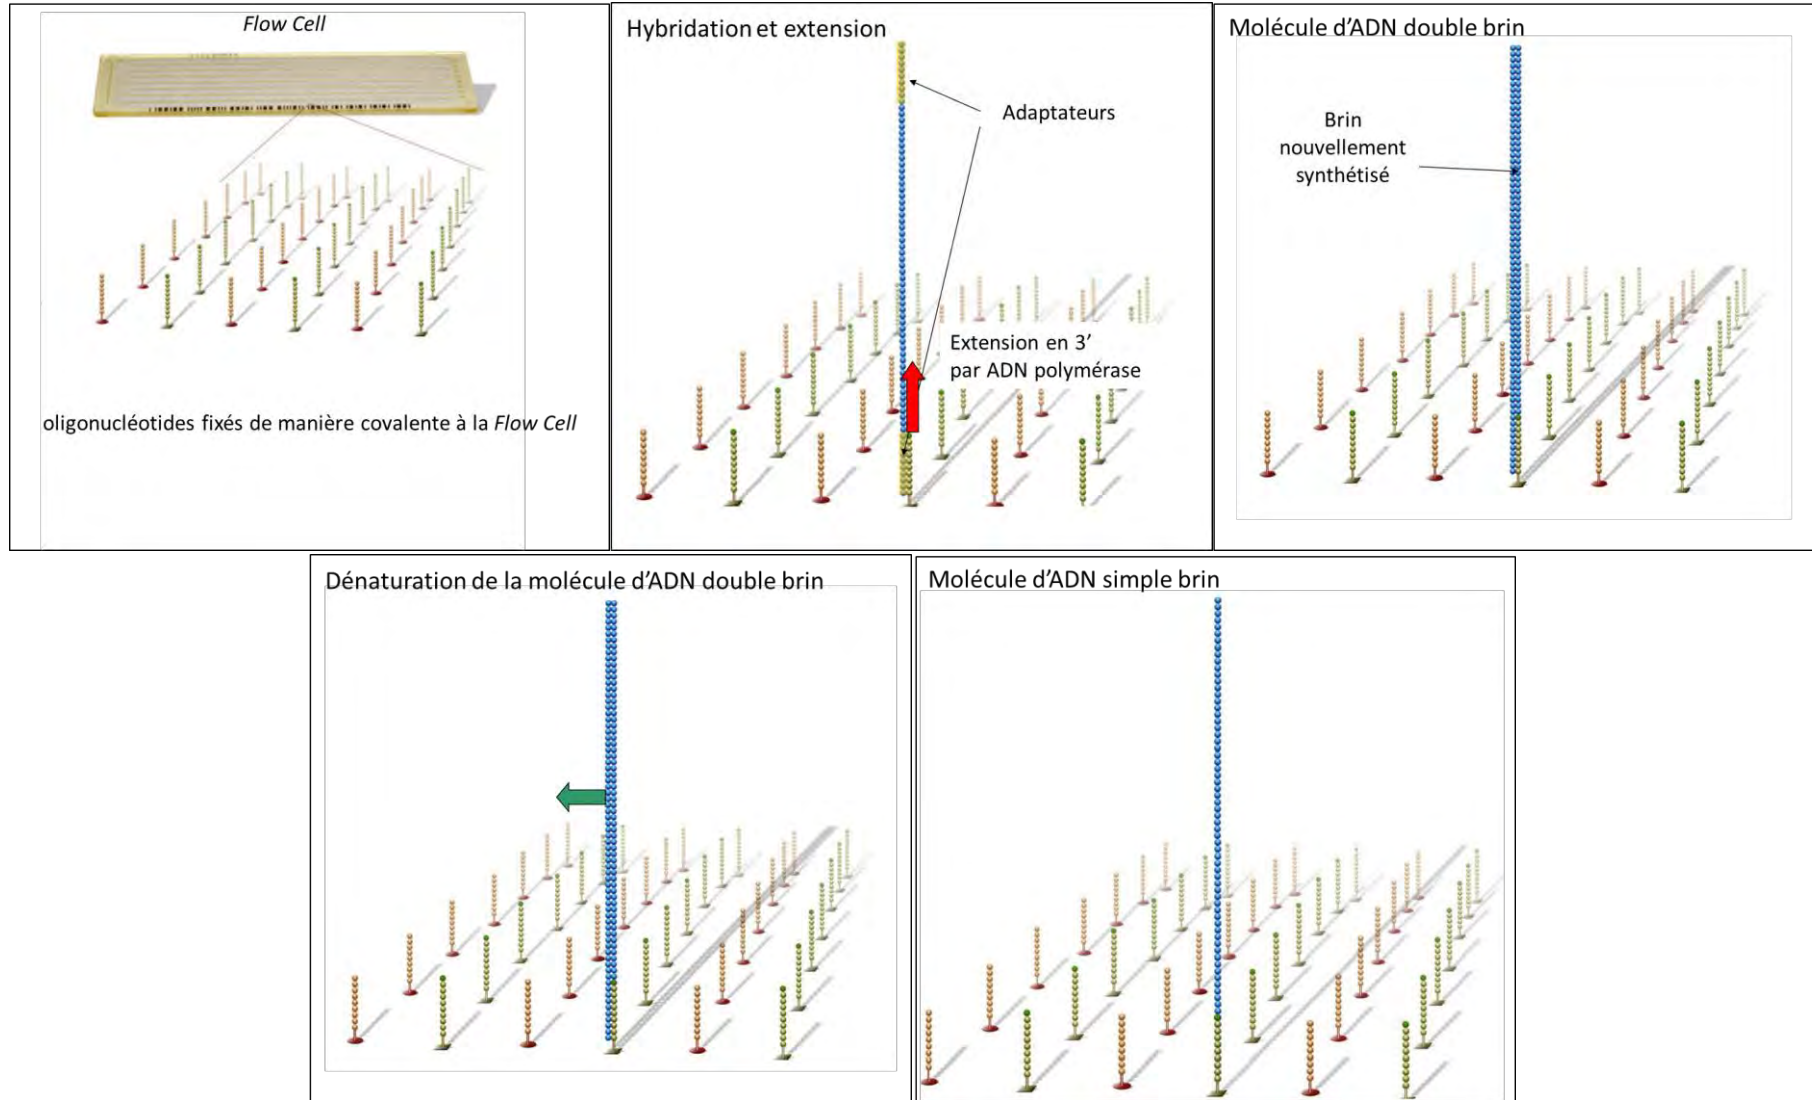 Flow Cell
oligonucléotides fixés de manière covalente à la Flow Cell
Hybridation et extension
Adaptateurs
Extension en 3’
par ADN polymérase
Molécule d’ADN double brin
Brin
nouvellement
synthétisé
Dénaturation de la molécule d’ADN double brin
Molécule d’ADN simple brin